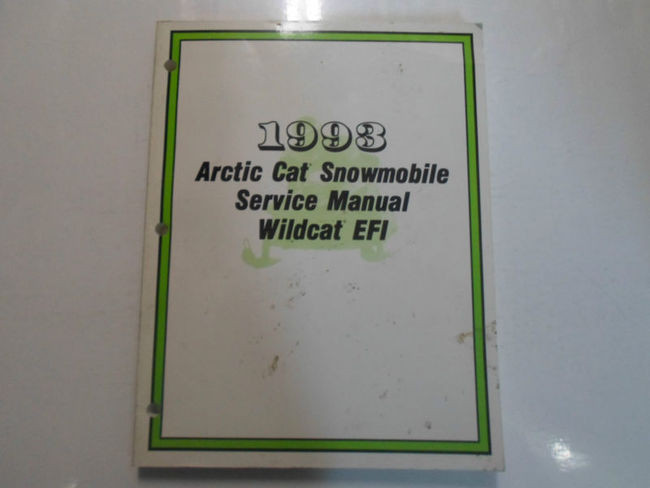 1993
Arctic Cat® Snowmobile
Service Manual
Wildcat® EFI